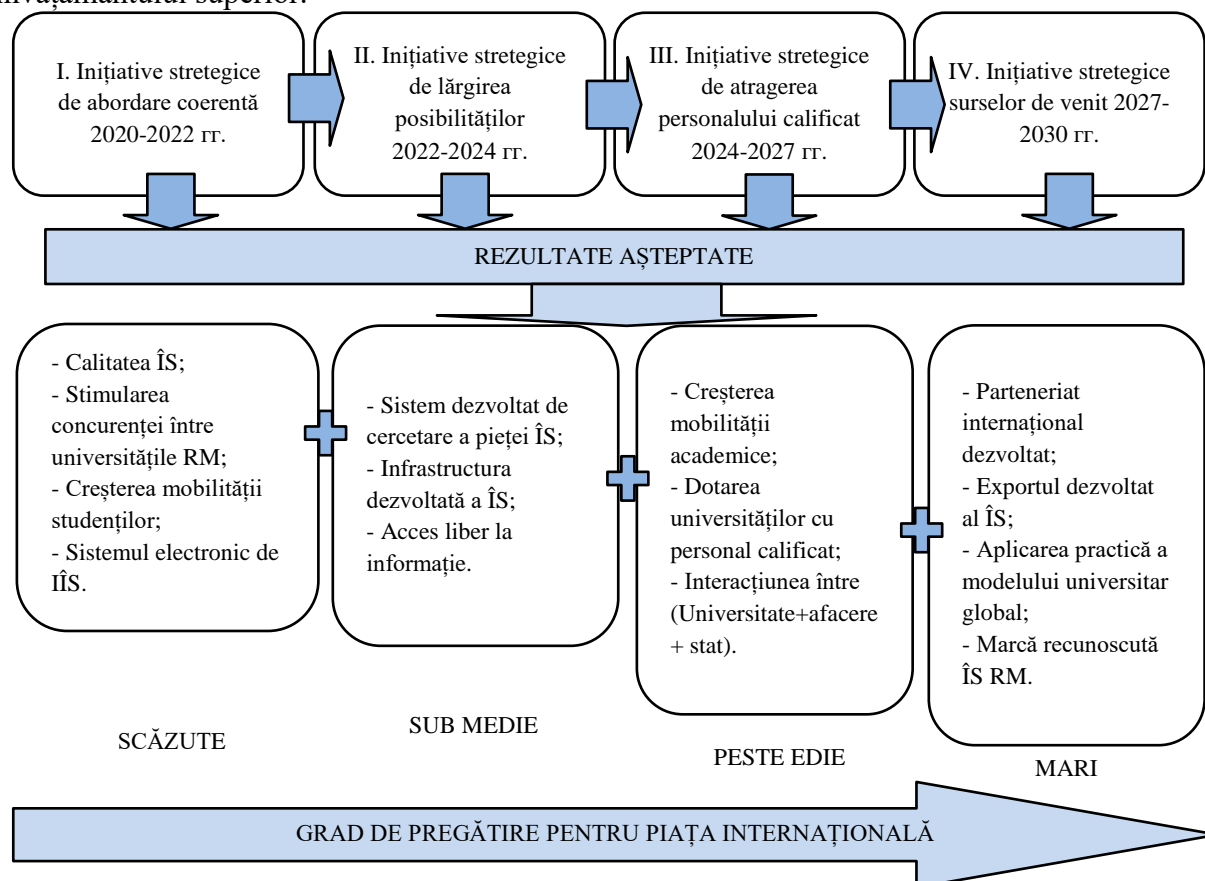 învățământului superior.
I. Inițiative stretegice
de abordare coerentă
2020-2022 гг.
II. Inițiative stretegice
de lărgirea
posibilităților
2022-2024 гг.
III. Inițiative stretegice
de atragerea
personalului calificat
2024-2027 гг.
IV. Inițiative stretegice
surselor de venit 2027-
2030 гг.
REZULTATE AȘTEPTATE
- Calitatea ÎS;
- Stimularea
concurenței între
universitățile RM;
- Creșterea mobilității
studenților;
- Sistemul electronic de
IÎS.
- Sistem dezvoltat de
cercetare a pieței ÎS;
- Infrastructura
dezvoltată a ÎS;
- Acces liber la
informație.
- Creșterea
mobilității
academice;
- Dotarea
universităților cu
personal calificat;
- Interacțiunea între
(Universitate+afacere
+ stat).
- Parteneriat
internațional
dezvoltat;
- Exportul dezvoltat
al ÎS;
- Aplicarea practică a
modelului universitar
global;
- Marcă recunoscută
ÎS RM.
SCĂZUTE
SUB MEDIE
PESTE EDIE
MARI
GRAD DE PREGĂTIRE PENTRU PIAȚA INTERNAȚIONALĂ